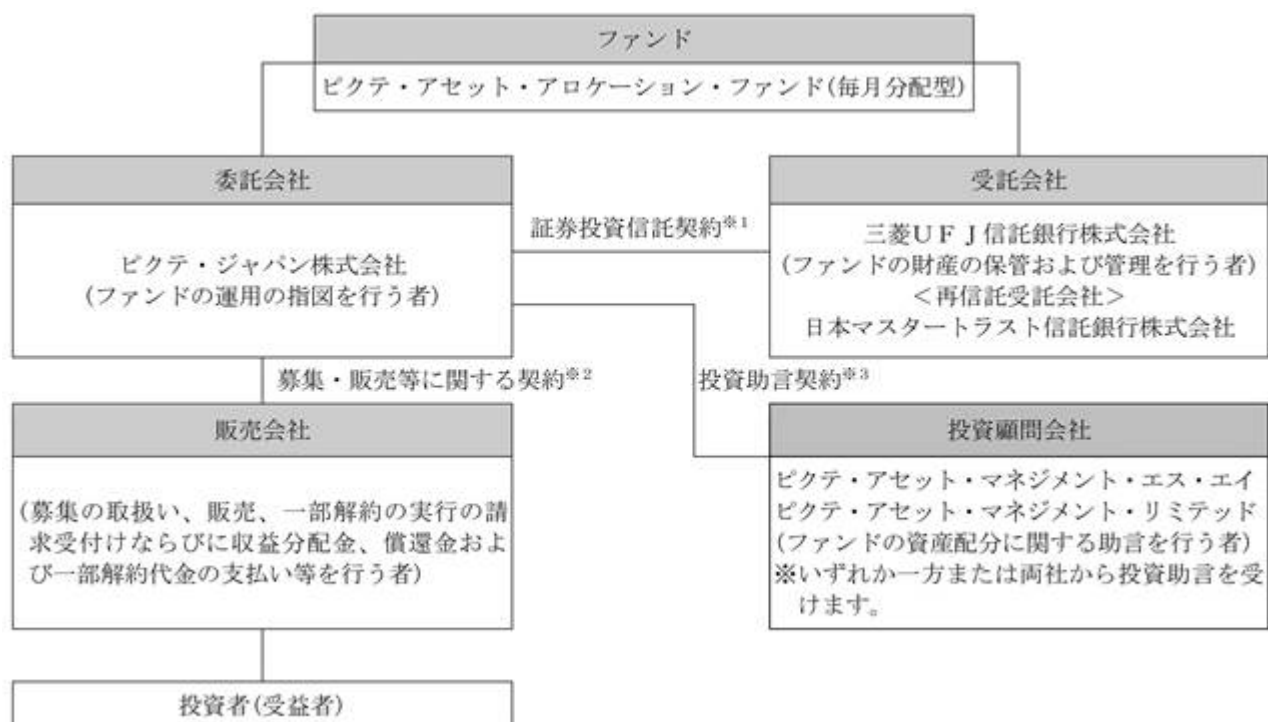 ファンド
ピクテ・アセット・アロケーション・ファンド(毎月分配型)
委託会社
ピクテ・ジャパン株式会社
(ファンドの運用の指図を行う者)
証券投資信託契約※1
受託会社
三菱UFJ信託銀行株式会社
(ファンドの財産の保管および管理を行う者)
<再信託受託会社>
日本マスタートラスト信託銀行株式会社
募集・販売等に関する契約※2
投資助言契約※3
販売会社
(募集の取扱い、販売、一部解約の実行の請
求受付けならびに収益分配金、償還金およ
び一部解約代金の支払い等を行う者)
投資顧問会社
ピクテ・アセット・マネジメント・エス・エイ
ピクテ・アセット・マネジメント・リミテッド
(ファンドの資産配分に関する助言を行う者)
※いずれか一方または両社から投資助言を受
けます。
投資者(受益者)